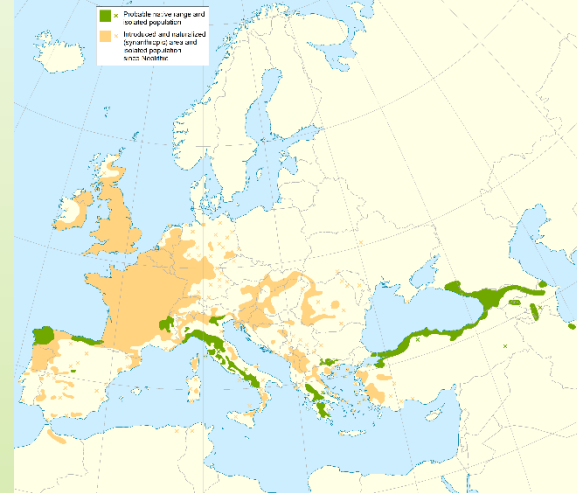 Probable native range and
isolated population
Introduced and naturalized
(synanthropic) area and
isolated population
since Neolithic